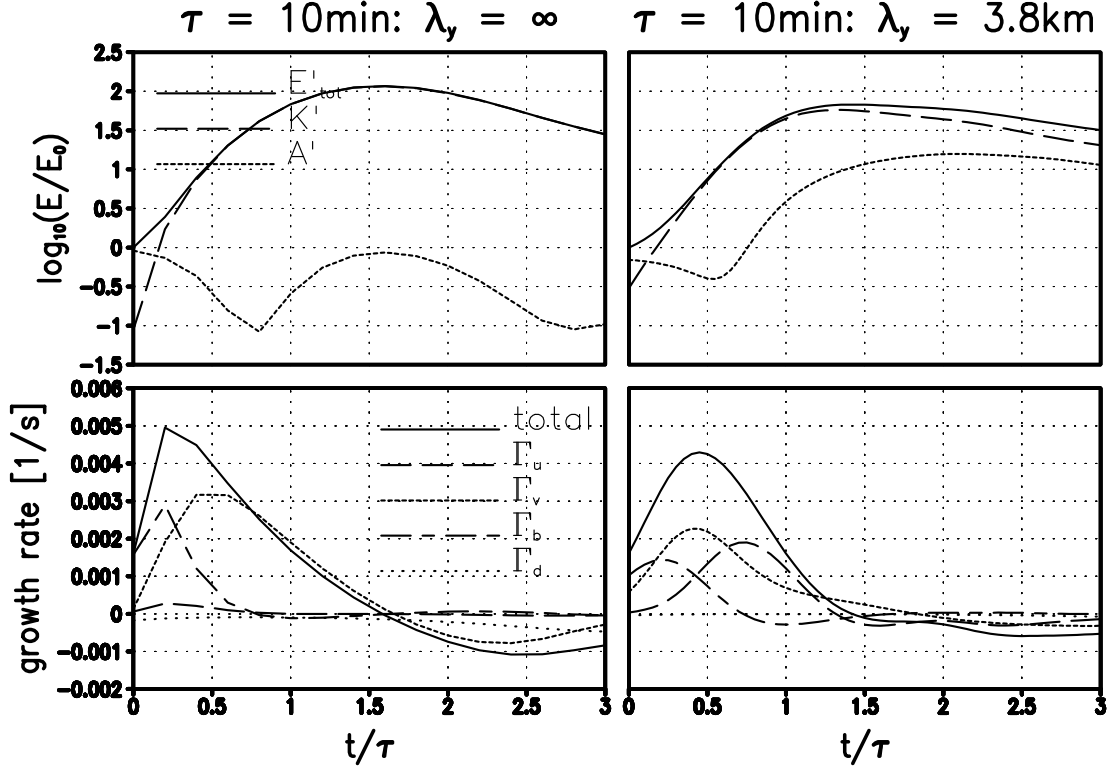 τ = 10min: λy = ∞
τ = 10min: λy = 3.8km
log10(E/E0)
2.5
2
1.5
1
0.5
0
−0.5
−1
−1.5
E'tot
K'
A'
growth rate [1/s]
0.006
0.005
0.004
0.003
0.002
0.001
0
−0.001
−0.002
total
Γu
Γv
Γb
Γd
0 0.5 1 1.5 2 2.5 3
0 0.5 1 1.5 2 2.5 3
t/τ
t/τ